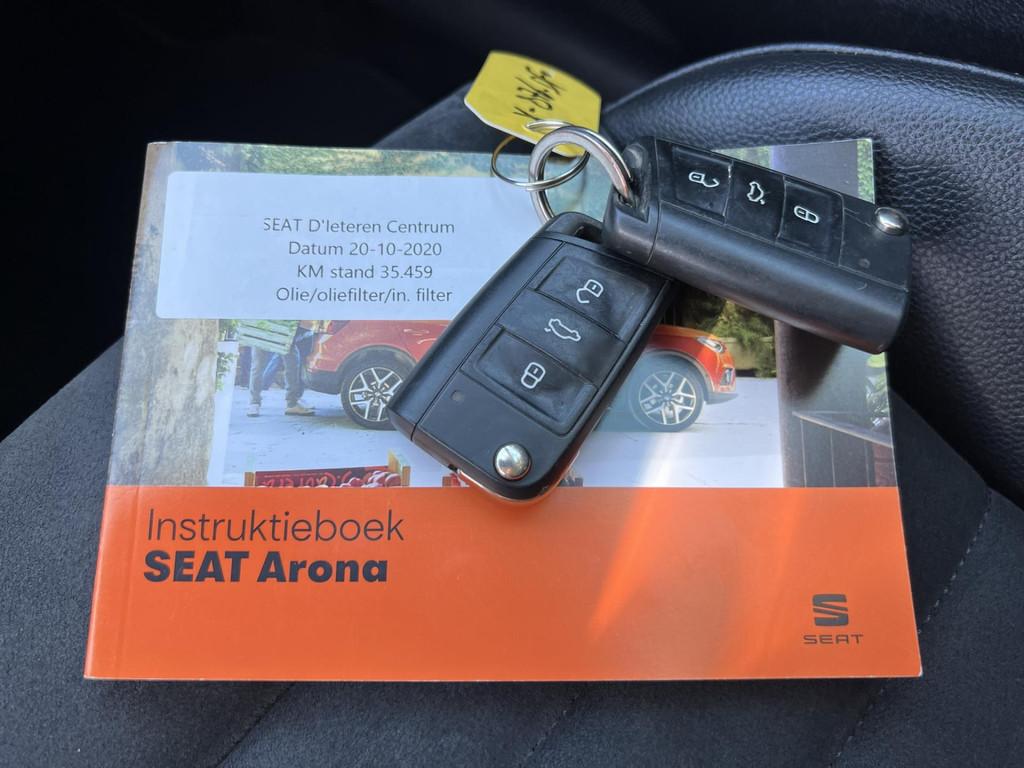 SEAT D'Ieteren Centrum
Datum 20-10-2020
KM stand 35.459
Olie/oliefilter/in. filter
Instruktieboek
SEAT Arona
SEAT